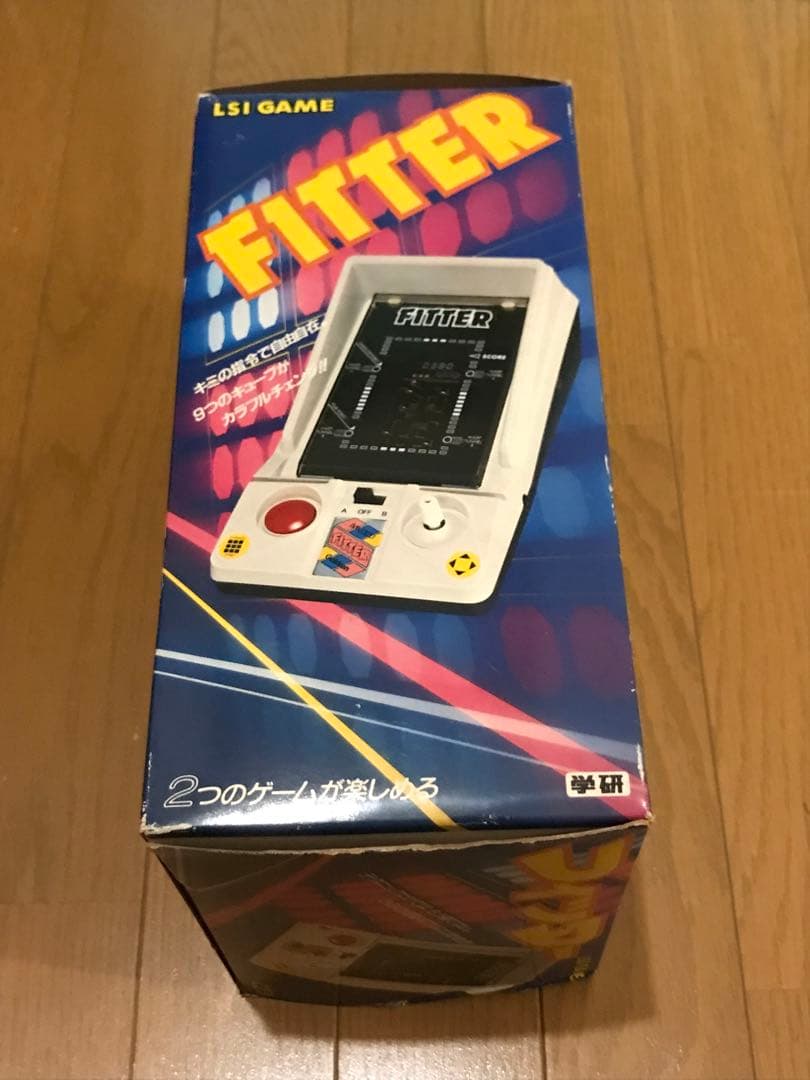 LSI GAME
FITTER
キミの指令で自由自在。
9つのキューブが
カラフルチェンジ!!
FITTER
SCORE
A OFF B
FITTER
Gakken
2つのゲームが楽しめる
学研